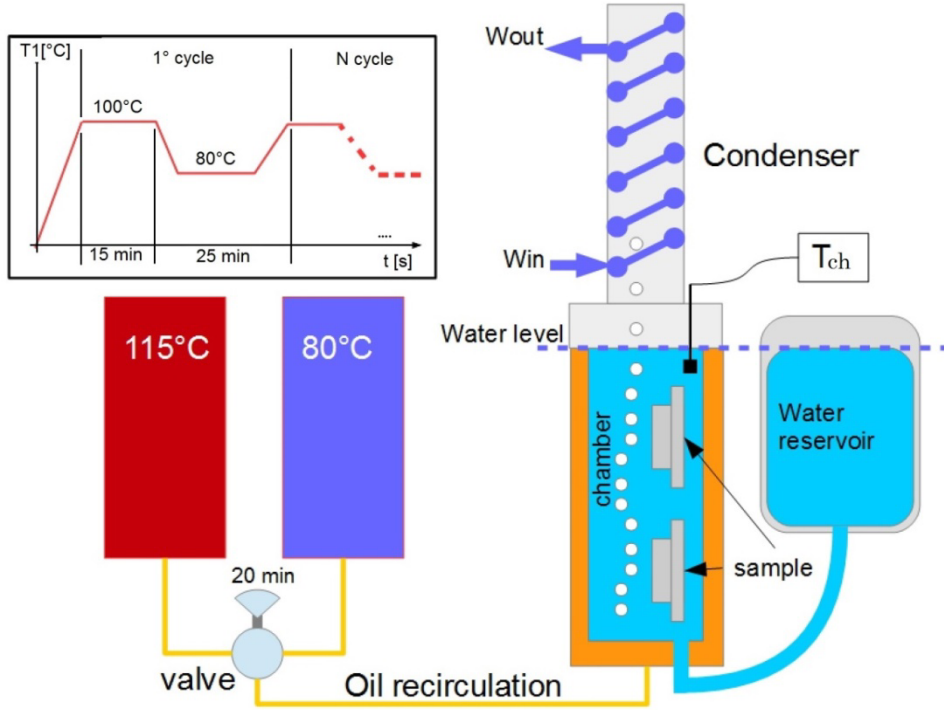 T1[°C]
1° cycle
N cycle
100°C
80°C
15 min
25 min
....
t [s]
Wout
Condenser
Win
Tch
Water level
115°C
80°C
chamber
Water
reservoir
sample
20 min
valve
Oil recirculation